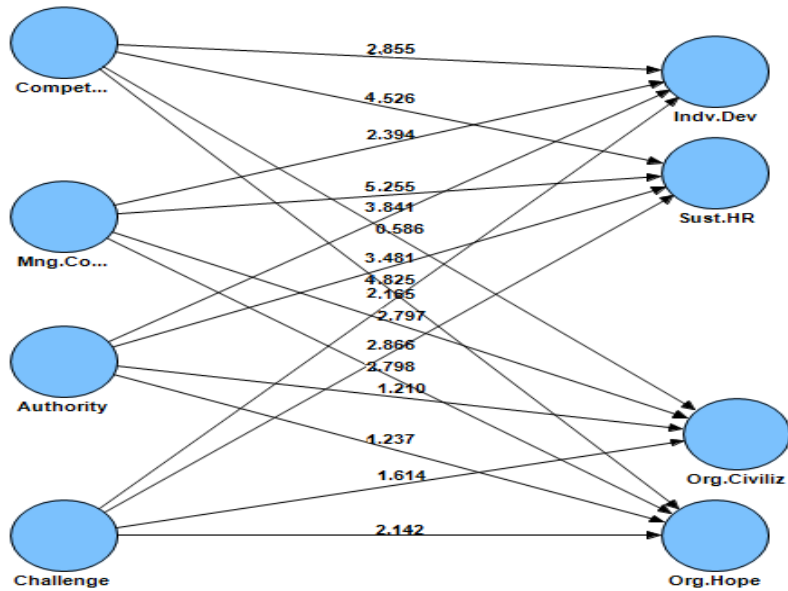 2.855
Compet...
Indv.Dev
4.526
2.394
5.255
3.841
Sust.HR
0.586
Mng.Co...
3.481
4.825
2.165
2.797
2.866
2.798
1.210
Authority
1.237
1.614
Org.Civiliz
2.142
Challenge
Org.Hope